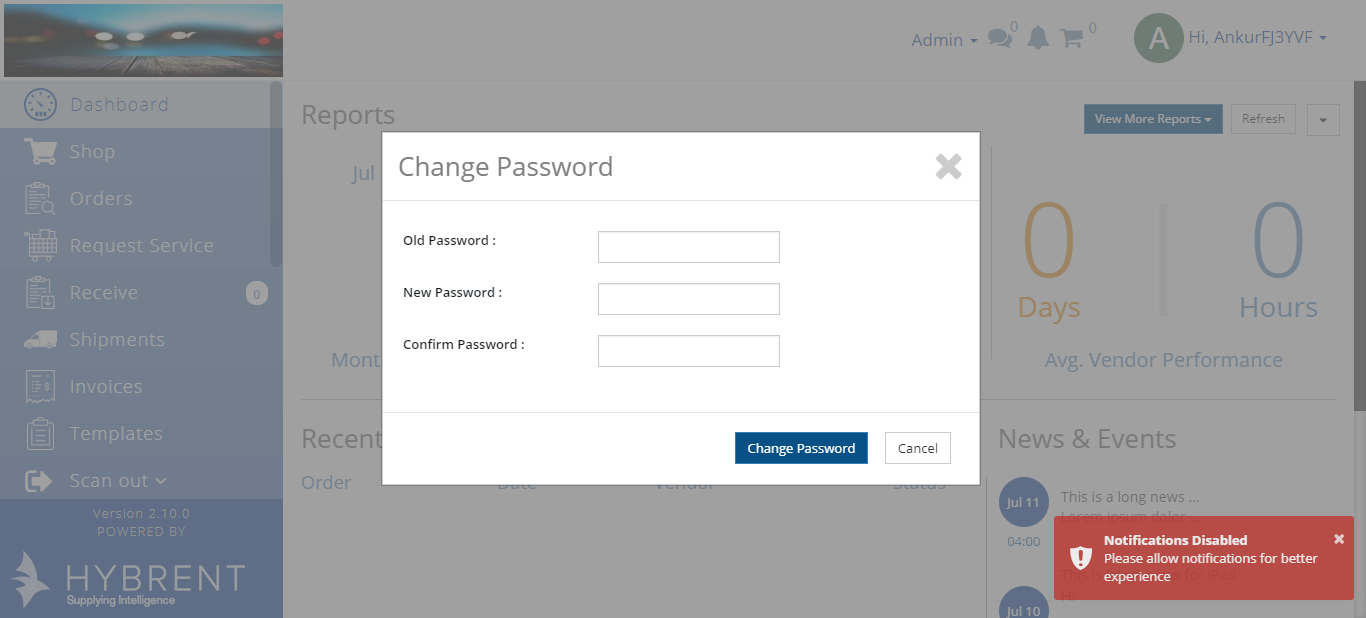 Admin
0
0
A
Hi, AnkurFJ3YVF
Dashboard
Shop
Orders
Request Service
Receive
0
Shipments
Invoices
Templates
Scan out
Version 2.10.0
POWERED BY
HYBRENT
Supplying Intelligence
Reports
View More Reports
Refresh
Jul
0
Days
0
Hours
Mont
Avg. Vendor Performance
Change Password
Old Password :
New Password :
Confirm Password :
Change Password
Cancel
Recent
Order
Date
Vendor
Status
News & Events
Jul 11
04:00
This is a long news ...
Lorem ipsum dolor ...
Jul 10
Hi
Notifications Disabled
Please allow notifications for better
experience